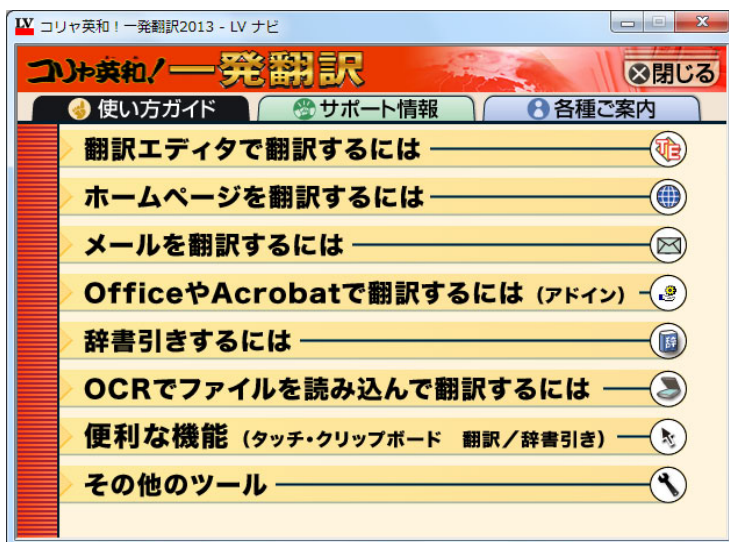 LV コリャ英和！一発翻訳2013 - LV ナビ
コリャ英和！一発翻訳 閉じる
使い方ガイド サポート情報 各種ご案内
翻訳エディタで翻訳するには
ホームページを翻訳するには
メールを翻訳するには
OfficeやAcrobatで翻訳するには（アドイン）
辞書引きするには
辞
OCRでファイルを読み込んで翻訳するには
便利な機能（タッチ・クリップボード　翻訳／辞書引き）
その他のツール